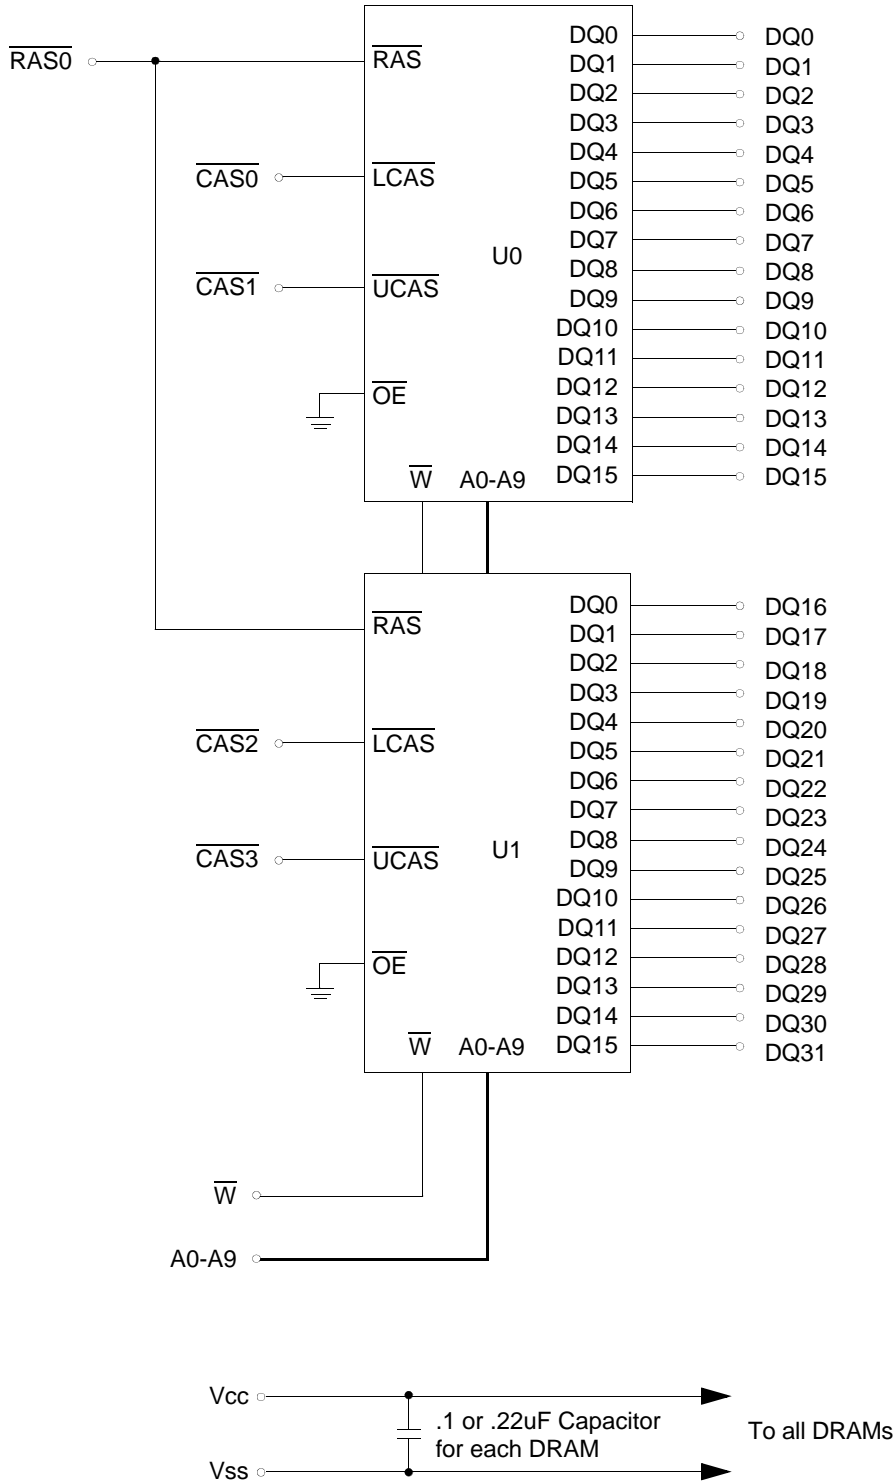 RAS0
RAS
DQ0 DQ0
DQ1 DQ1
DQ2 DQ2
DQ3 DQ3
CAS0 LCAS DQ4 DQ4
DQ5 DQ5
DQ6 DQ6
DQ7 DQ7
U0
CAS1 UCAS DQ8 DQ8
DQ9 DQ9
DQ10 DQ10
DQ11 DQ11
OE DQ12 DQ12
DQ13 DQ13
DQ14 DQ14
W A0-A9 DQ15 DQ15
DQ0 DQ16
RAS DQ1 DQ17
DQ2 DQ18
DQ3 DQ19
CAS2 LCAS DQ4 DQ20
DQ5 DQ21
DQ6 DQ22
DQ7 DQ23
U1
CAS3 UCAS DQ8 DQ24
DQ9 DQ25
DQ10 DQ26
DQ11 DQ27
OE DQ12 DQ28
DQ13 DQ29
DQ14 DQ30
W A0-A9 DQ15 DQ31
W
A0-A9
Vcc
.1 or .22uF Capacitor
for each DRAM
To all DRAMs
Vss